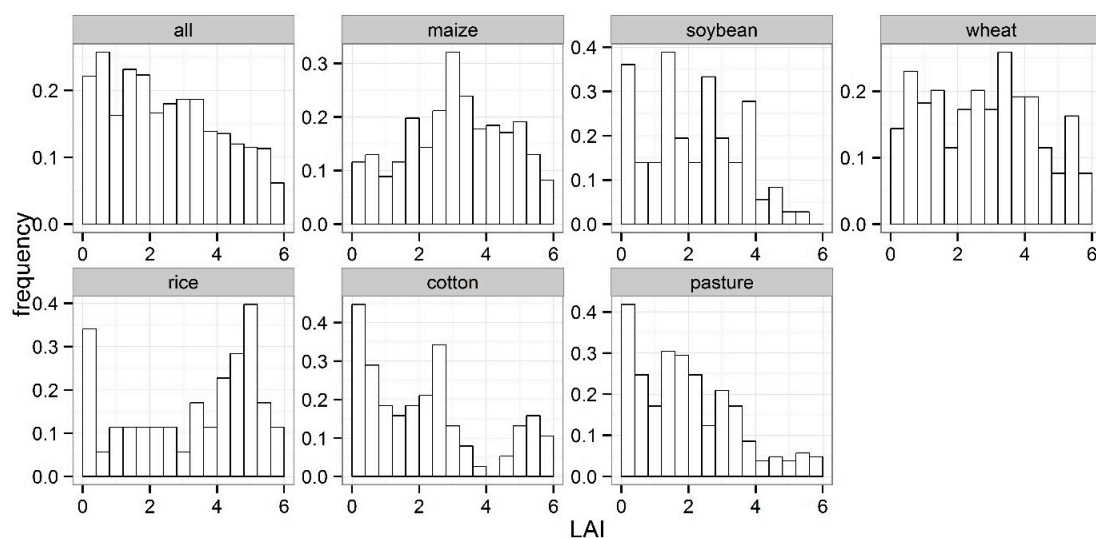 all maize soybean wheat
0.2 0.1 0.0
0.3 0.2 0.1 0.0
0.4 0.3 0.2 0.1 0.0
0.2 0.1 0.0
0 2 4 6 0 2 4 6 0 2 4 6 0 2 4 6
frequency
rice cotton pasture
0.4 0.3 0.2 0.1 0.0
0.4 0.3 0.2 0.1 0.0
0.4 0.3 0.2 0.1 0.0
0 2 4 6 0 2 4 6 0 2 4 6
LAI